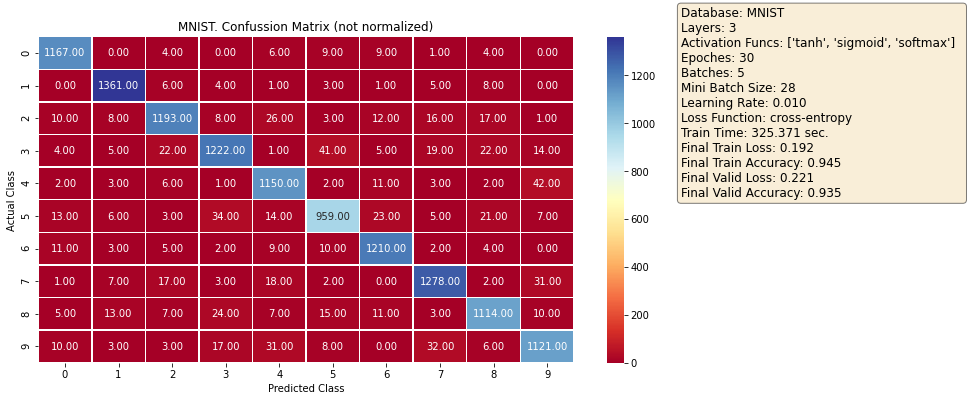 MNIST. Confussion Matrix (not normalized)
0 1167.00 0.00 4.00 0.00 6.00 9.00 9.00 1.00 4.00 0.00
1 0.00 1361.00 6.00 4.00 1.00 3.00 1.00 5.00 8.00 0.00
2 10.00 8.00 1193.00 8.00 26.00 3.00 12.00 16.00 17.00 1.00
3 4.00 5.00 22.00 1222.00 1.00 41.00 5.00 19.00 22.00 14.00
4 2.00 3.00 6.00 1.00 1150.00 2.00 11.00 3.00 2.00 42.00
5 13.00 6.00 3.00 34.00 14.00 959.00 23.00 5.00 21.00 7.00
6 11.00 3.00 5.00 2.00 9.00 10.00 1210.00 2.00 4.00 0.00
7 1.00 7.00 17.00 3.00 18.00 2.00 0.00 1278.00 2.00 31.00
8 5.00 13.00 7.00 24.00 7.00 15.00 11.00 3.00 1114.00 10.00
9 10.00 3.00 3.00 17.00 31.00 8.00 0.00 32.00 6.00 1121.00
0 1 2 3 4 5 6 7 8 9
Predicted Class
Actual Class
1200
1000
800
600
400
200
0
Database: MNIST
Layers: 3
Activation Funcs: ['tanh', 'sigmoid', 'softmax']
Epoches: 30
Batches: 5
Mini Batch Size: 28
Learning Rate: 0.010
Loss Function: cross-entropy
Train Time: 325.371 sec.
Final Train Loss: 0.192
Final Train Accuracy: 0.945
Final Valid Loss: 0.221
Final Valid Accuracy: 0.935